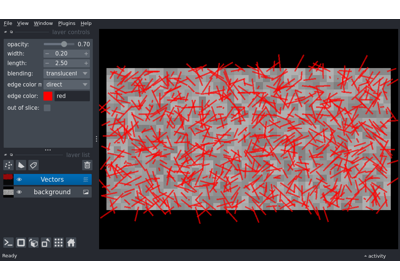 File View Window Plugins Help
layer controls
opacity: 0.70
width: 0.20
length: 2.50
blending: translucent
edge color m direct
edge color: red
out of slice:
layer list
Vectors
background
Ready
activity